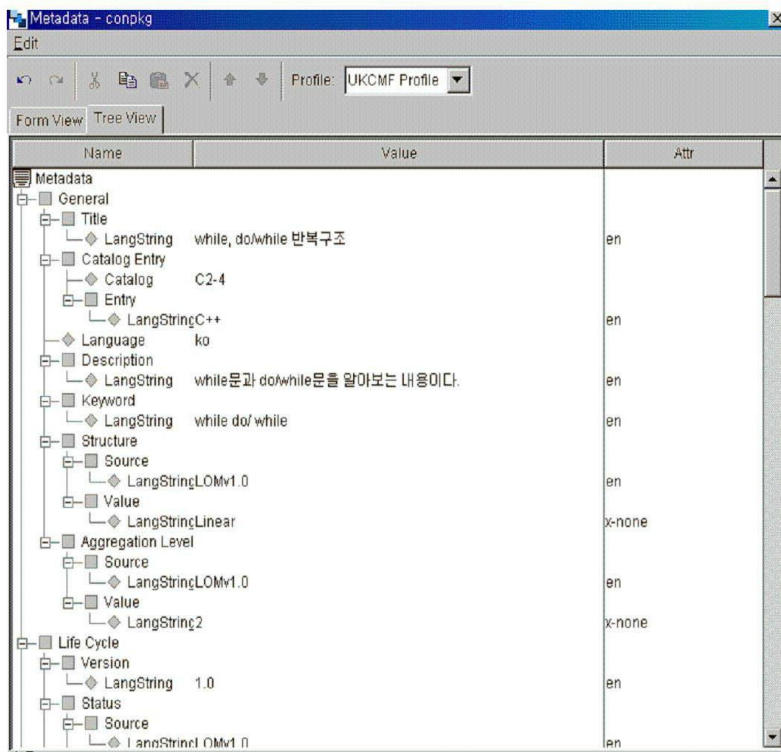 Metadata - conpkg
Edit
Profile: UKCMF Profile
Form View Tree View
Name Value Attr
Metadata
General
Title
LangString while, do/while 반복구조 en
Catalog Entry
Catalog C2-4
Entry
LangString C++ en
Language ko
Description
LangString while문과 do/while문을 알아보는 내용이다. en
Keyword
LangString while do/ while en
Structure
Source
LangString LOMv1.0 en
Value
LangString Linear x-none
Aggregation Level
Source
LangString LOMv1.0 en
Value
LangString 2 x-none
Life Cycle
Version
LangString 1.0 en
Status
Source
LangString LOMv1.0 en